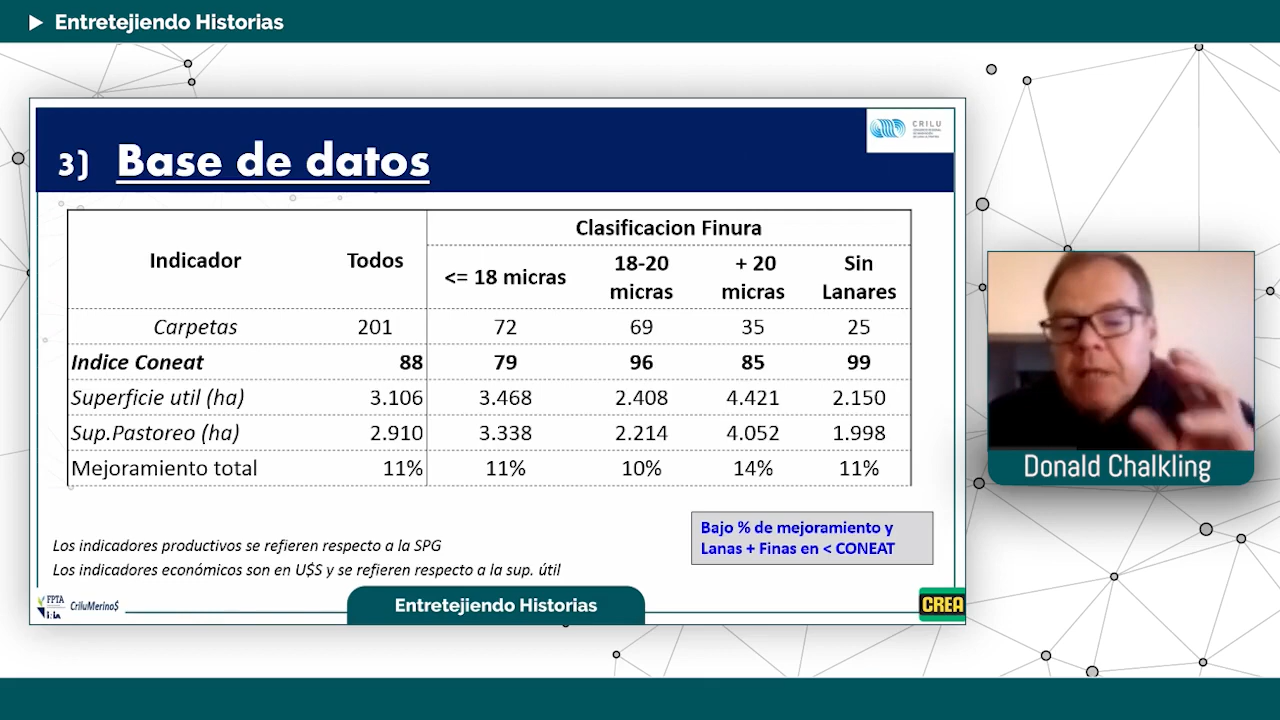 Entretejiendo Historias
CRILU
3) Base de datos
Indicador Todos Clasificacion Finura
<= 18 micras 18-20 micras + 20 micras Sin Lanares
Carpetas 201 72 69 35 25
Indice Coneat 88 79 96 85 99
Superficie util (ha) 3.106 3.468 2.408 4.421 2.150
Sup.Pastoreo (ha) 2.910 3.338 2.214 4.052 1.998
Mejoramiento total 11% 11% 10% 14% 11%
Bajo % de mejoramiento y
Lanas + Finas en < CONEAT
Los indicadores productivos se refieren respecto a la SPG
Los indicadores económicos son en U$S y se refieren respecto a la sup. útil
FPTA
CriluMerino$
Entretejiendo Historias
CREA
Donald Chalkling